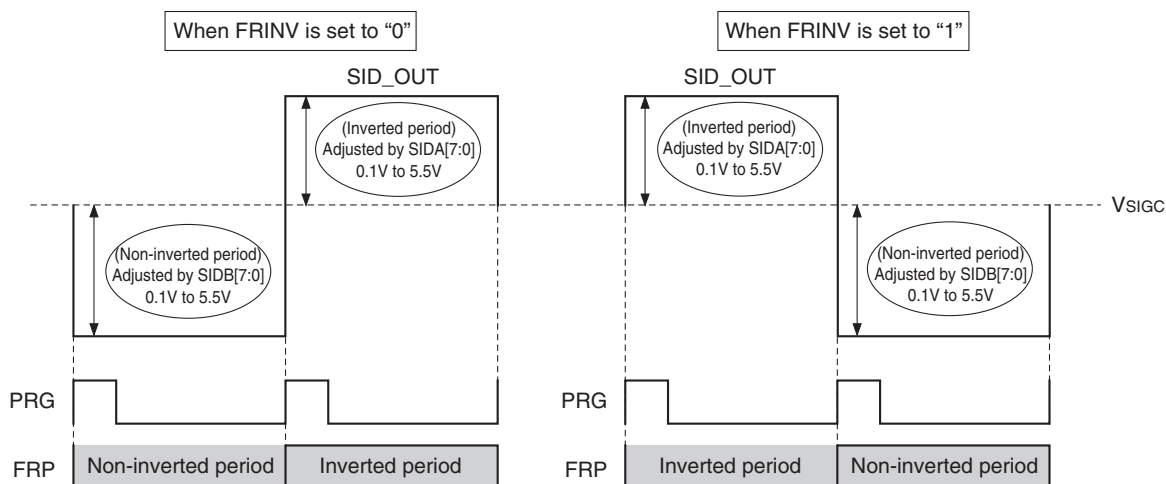 When FRINV is set to “0”
SID_OUT
(Inverted period)
Adjusted by SIDA[7:0]
0.1V to 5.5V
(Non-inverted period)
Adjusted by SIDB[7:0]
0.1V to 5.5V
PRG
FRP
Non-inverted period
Inverted period
When FRINV is set to “1”
SID_OUT
(Inverted period)
Adjusted by SIDA[7:0]
0.1V to 5.5V
VSIGC
(Non-inverted period)
Adjusted by SIDB[7:0]
0.1V to 5.5V
PRG
FRP
Inverted period
Non-inverted period